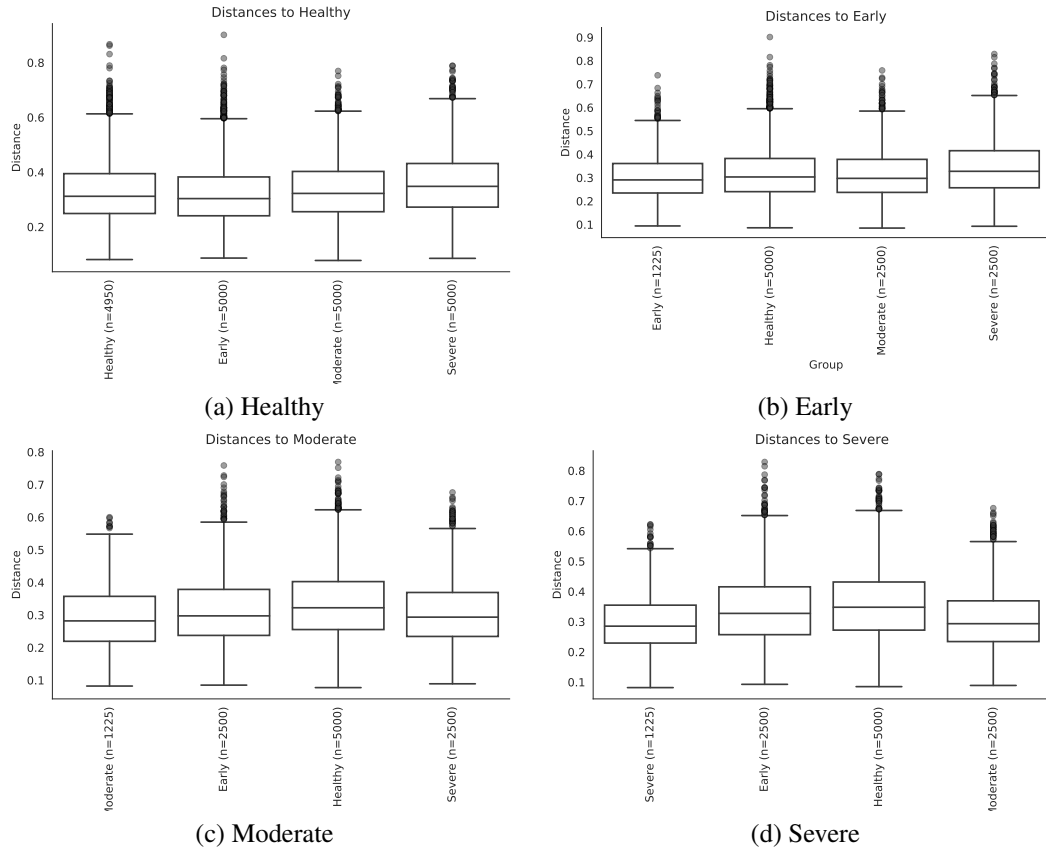 Distances to Healthy
Distance
0.8
0.6
0.4
0.2
Healthy (n=4950)
Early (n=5000)
oderate (n=5000)
Severe (n=5000)
(a) Healthy
Distances to Early
Distance
0.9
0.8
0.7
0.6
0.5
0.4
0.3
0.2
0.1
Early (n=1225)
Healthy (n=5000)
Moderate (n=2500)
Severe (n=2500)
Group
(b) Early
Distances to Moderate
Distance
0.8
0.7
0.6
0.5
0.4
0.3
0.2
0.1
oderate (n=1225)
Early (n=2500)
Healthy (n=5000)
Severe (n=2500)
(c) Moderate
Distances to Severe
Distance
0.8
0.7
0.6
0.5
0.4
0.3
0.2
0.1
Severe (n=1225)
Early (n=2500)
Healthy (n=5000)
oderate (n=2500)
(d) Severe